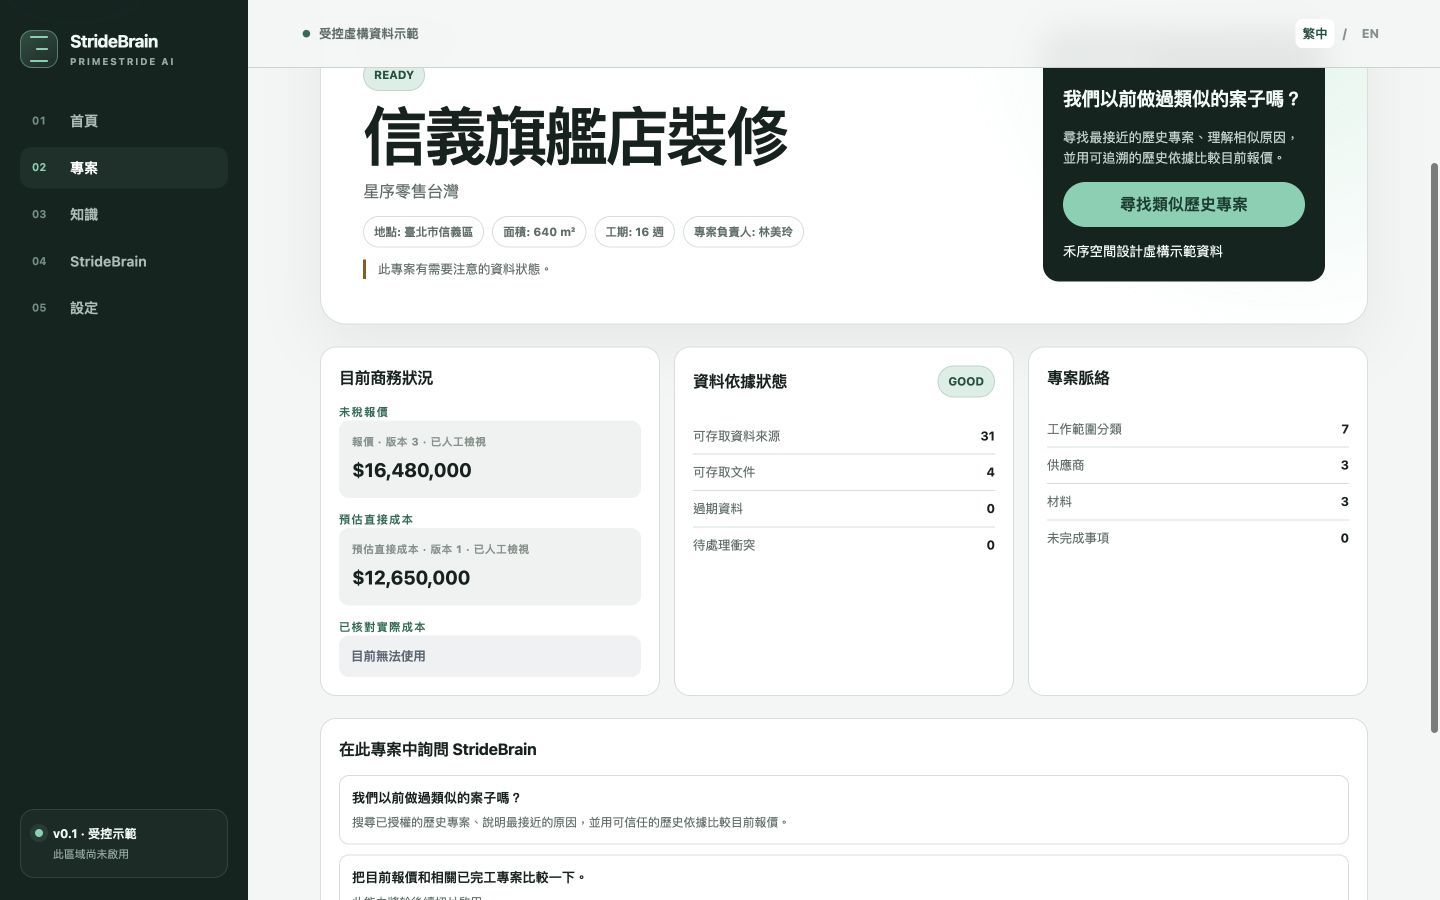 StrideBrain
PRIMESTRIDE AI
01 首頁
02 專案
03 知識
04 StrideBrain
05 設定
v0.1 · 受控示範
此區域尚未啟用
受控虛構資料示範
繁中 / EN
READY
信義旗艦店裝修
星序零售台灣
地點: 臺北市信義區
面積: 640 m²
工期: 16 週
專案負責人: 林美玲
此專案有需要注意的資料狀態。
我們以前做過類似的案子嗎？
尋找最接近的歷史專案、理解相似原因，
並用可追溯的歷史依據比較目前報價。
尋找類似歷史專案
禾序空間設計虛構示範資料
目前商務狀況
未稅報價
報價 · 版本 3 · 已人工檢視
$16,480,000
預估直接成本
預估直接成本 · 版本 1 · 已人工檢視
$12,650,000
已核對實際成本
目前無法使用
資料依據狀態
GOOD
可存取資料來源 31
可存取文件 4
過期資料 0
待處理衝突 0
專案脈絡
工作範圍分類 7
供應商 3
材料 3
未完成事項 0
在此專案中詢問 StrideBrain
我們以前做過類似的案子嗎？
搜尋已授權的歷史專案、說明最接近的原因，並用可信任的歷史依據比較目前報價。
把目前報價和相關已完工專案比較一下。